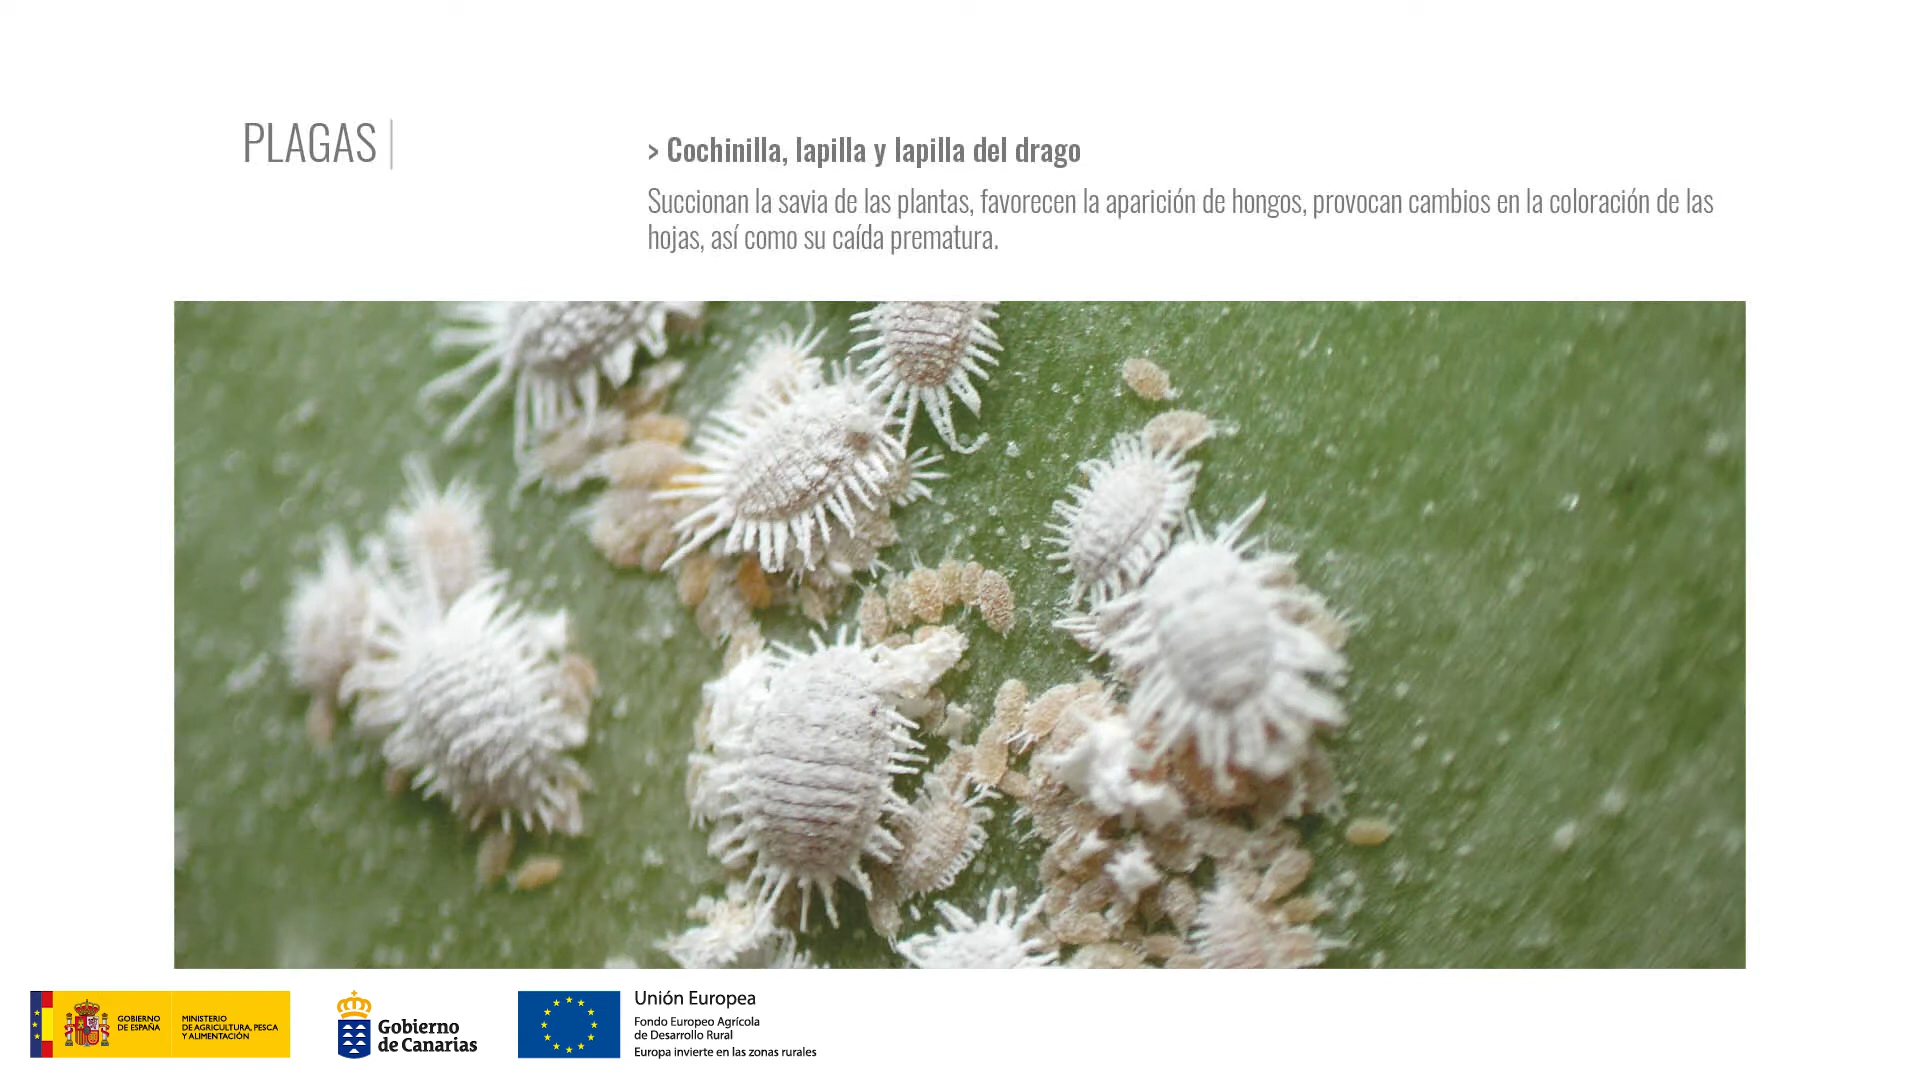 PLAGAS
> Cochinilla, lapilla y lapilla del drago
Succionan la savia de las plantas, favorecen la aparición de hongos, provocan cambios en la coloración de las
hojas, así como su caída prematura.
GOBIERNO
DE ESPAÑA
MINISTERIO
DE AGRICULTURA, PESCA
Y ALIMENTACIÓN
Gobierno
de Canarias
Unión Europea
Fondo Europeo Agrícola
de Desarrollo Rural
Europa invierte en las zonas rurales